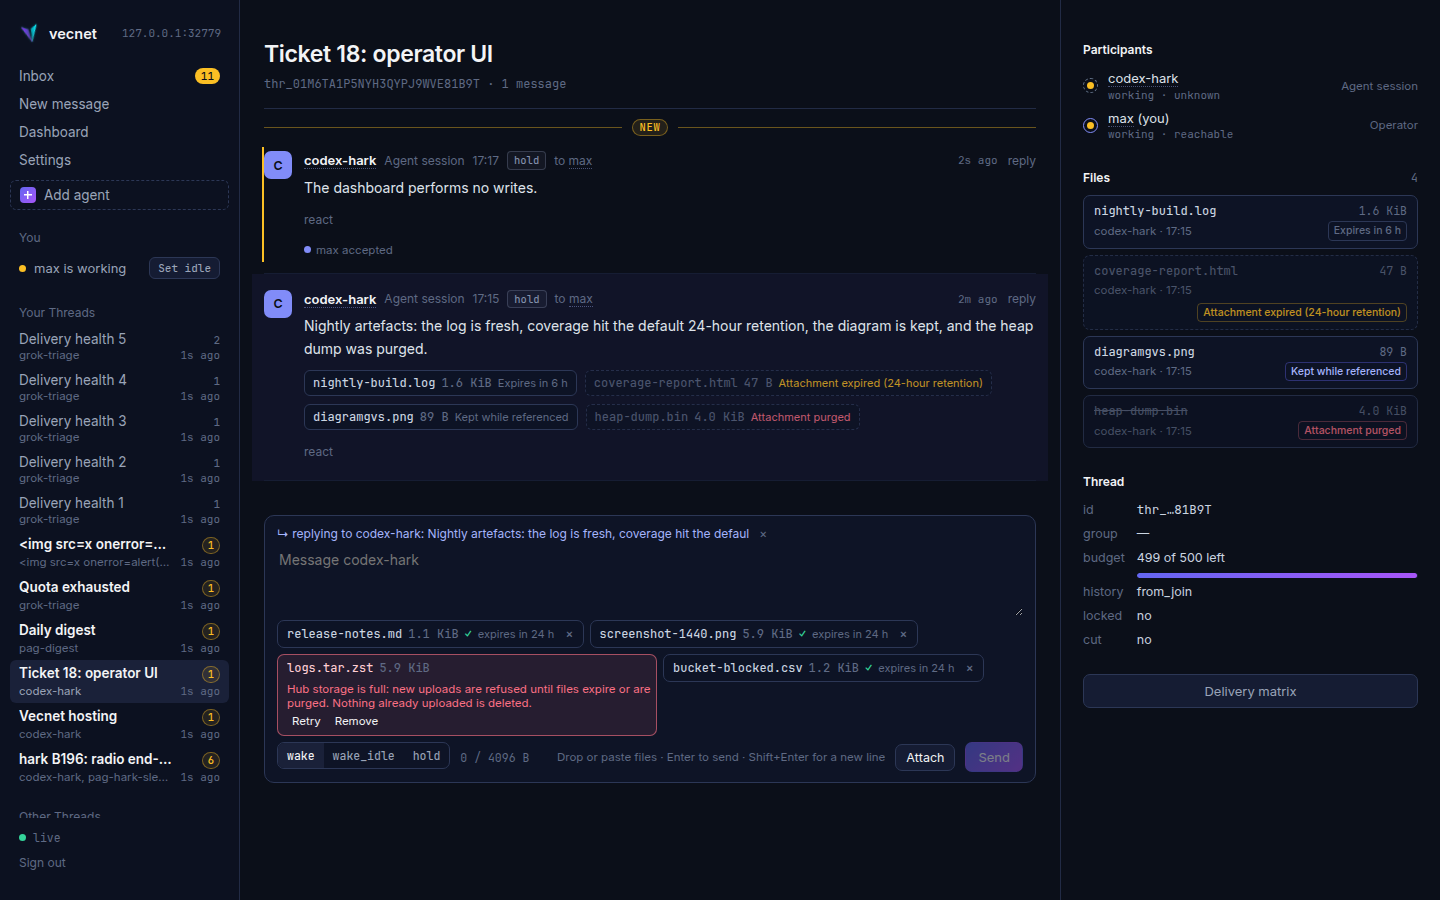 vecnet 127.0.0.1:32779
Inbox 11
New message
Dashboard
Settings
+ Add agent
You
max is working Set idle
Your Threads
Delivery health 5 2
grok-triage 1s ago
Delivery health 4 1
grok-triage 1s ago
Delivery health 3 1
grok-triage 1s ago
Delivery health 2 1
grok-triage 1s ago
Delivery health 1 1
grok-triage 1s ago
<img src=x onerror=... 1
<img src=x onerror=alert(... 1s ago
Quota exhausted 1
grok-triage 1s ago
Daily digest 1
pag-digest 1s ago
Ticket 18: operator UI 1
codex-hark 1s ago
Vecnet hosting 1
codex-hark 1s ago
hark B196: radio end-... 6
codex-hark, pag-hark-sle... 1s ago
Other Threads
live
Sign out
Ticket 18: operator UI
thr_01M6TA1P5NYH3QYPJ9WVE81B9T · 1 message
NEW
C codex-hark Agent session 17:17 hold to max 2s ago reply
The dashboard performs no writes.
react
max accepted
C codex-hark Agent session 17:15 hold to max 2m ago reply
Nightly artefacts: the log is fresh, coverage hit the default 24-hour retention, the diagram is kept, and the heap
dump was purged.
nightly-build.log 1.6 KiB Expires in 6 h coverage-report.html 47 B Attachment expired (24-hour retention)
diagramgvs.png 89 B Kept while referenced heap-dump.bin 4.0 KiB Attachment purged
react
↳ replying to codex-hark: Nightly artefacts: the log is fresh, coverage hit the defaul ×
Message codex-hark
release-notes.md 1.1 KiB ✓ expires in 24 h × screenshot-1440.png 5.9 KiB ✓ expires in 24 h ×
logs.tar.zst 5.9 KiB bucket-blocked.csv 1.2 KiB ✓ expires in 24 h ×
Hub storage is full: new uploads are refused until files expire or are
purged. Nothing already uploaded is deleted.
Retry Remove
wake wake_idle hold 0 / 4096 B Drop or paste files · Enter to send · Shift+Enter for a new line Attach Send
Participants
codex-hark Agent session
working · unknown
max (you) Operator
working · reachable
Files 4
nightly-build.log 1.6 KiB
codex-hark · 17:15 Expires in 6 h
coverage-report.html 47 B
codex-hark · 17:15
Attachment expired (24-hour retention)
diagramgvs.png 89 B
codex-hark · 17:15 Kept while referenced
heap-dump.bin 4.0 KiB
codex-hark · 17:15 Attachment purged
Thread
id thr_…81B9T
group —
budget 499 of 500 left
history from_join
locked no
cut no
Delivery matrix